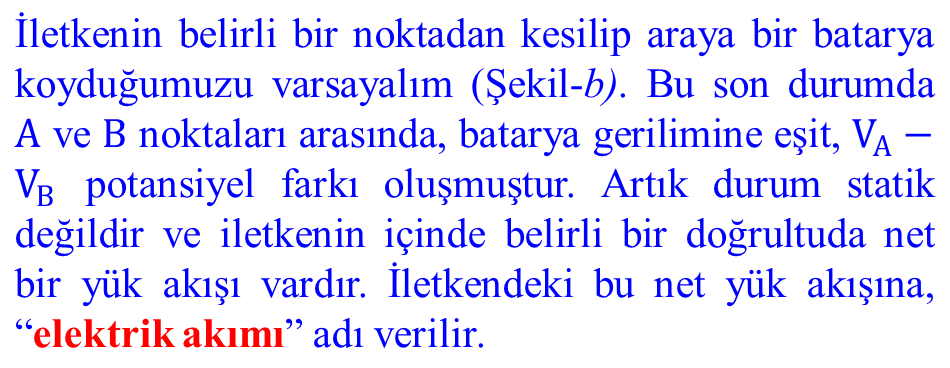 İletkenin belirli bir noktadan kesilip araya bir batarya
koyduğumuzu varsayalım (Şekil-b). Bu son durumda
A ve B noktaları arasında, batarya gerilimine eşit, V_A −
V_B potansiyel farkı oluşmuştur. Artık durum statik
değildir ve iletkenin içinde belirli bir doğrultuda net
bir yük akışı vardır. İletkendeki bu net yük akışına,
“elektrik akımı” adı verilir.